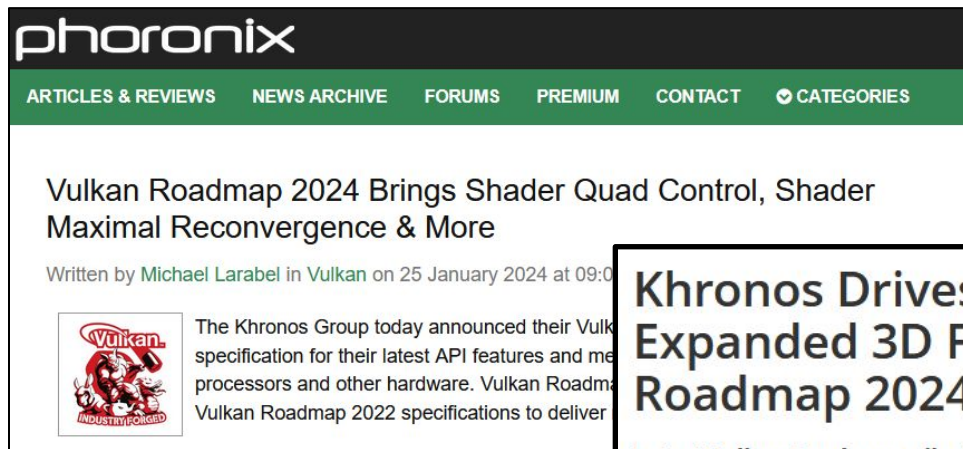 phoronix
ARTICLES & REVIEWS NEWS ARCHIVE FORUMS PREMIUM CONTACT CATEGORIES
Vulkan Roadmap 2024 Brings Shader Quad Control, Shader
Maximal Reconvergence & More
Written by Michael Larabel in Vulkan on 25 January 2024 at 09:0
Vulkan.
INDUSTRY FORGED
The Khronos Group today announced their Vulk
specification for their latest API features and me
processors and other hardware. Vulkan Roadma
Vulkan Roadmap 2022 specifications to deliver
Khronos Drives
Expanded 3D
Roadmap 2024